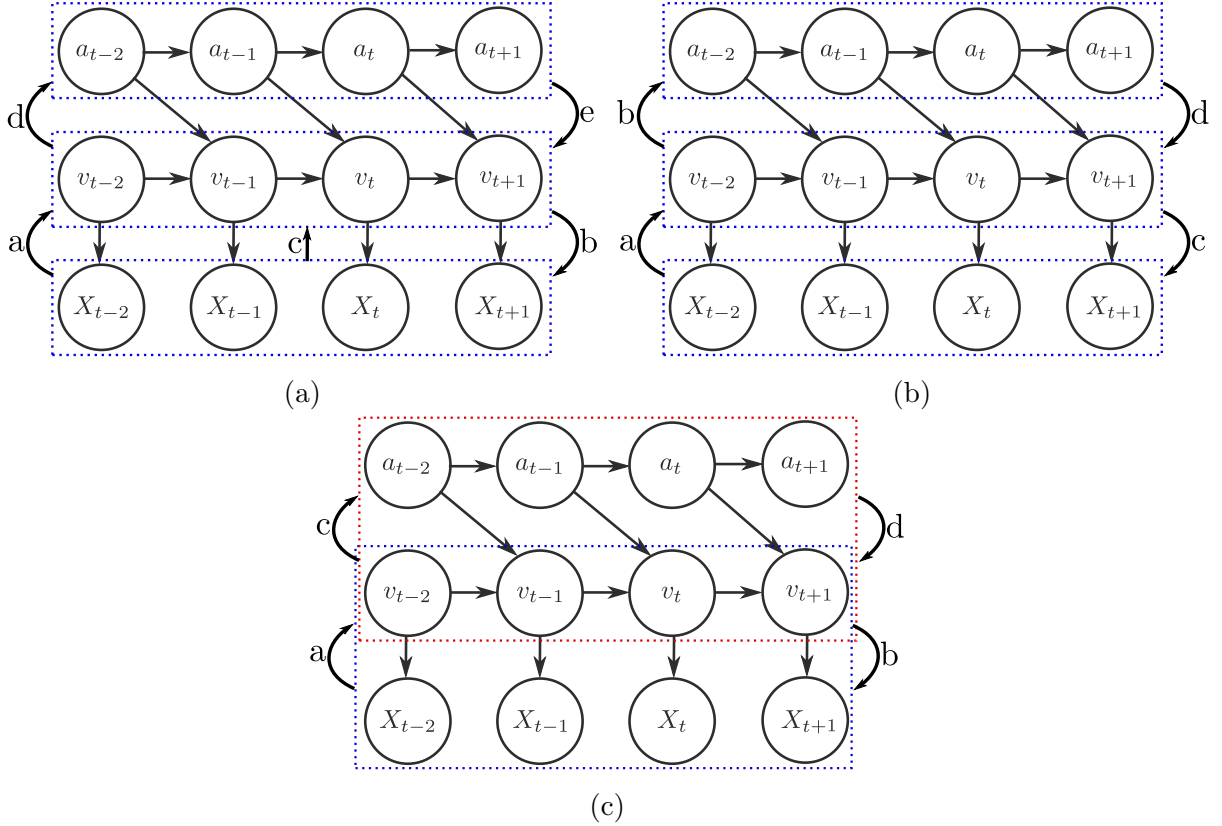 a_{t−2} a_{t−1} a_t a_{t+1}
d e
v_{t−2} v_{t−1} v_t v_{t+1}
a c b
X_{t−2} X_{t−1} X_t X_{t+1}
(a)
a_{t−2} a_{t−1} a_t a_{t+1}
b d
v_{t−2} v_{t−1} v_t v_{t+1}
a c
X_{t−2} X_{t−1} X_t X_{t+1}
(b)
a_{t−2} a_{t−1} a_t a_{t+1}
c d
v_{t−2} v_{t−1} v_t v_{t+1}
a b
X_{t−2} X_{t−1} X_t X_{t+1}
(c)